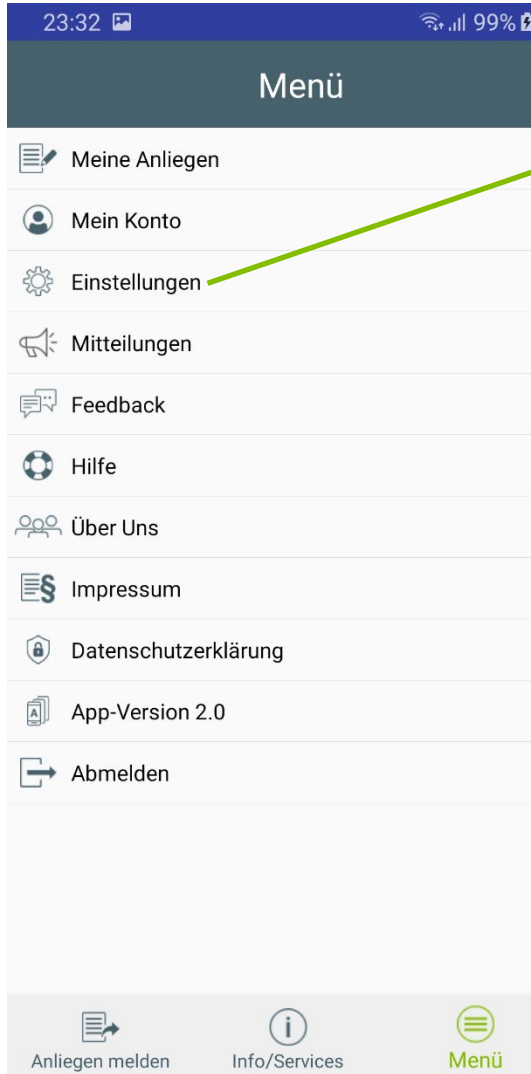 23:32 99%
Menü
Meine Anliegen
Mein Konto
Einstellungen
Mitteilungen
Feedback
Hilfe
Über Uns
Impressum
Datenschutzerklärung
App-Version 2.0
Abmelden
Anliegen melden Info/Services Menü